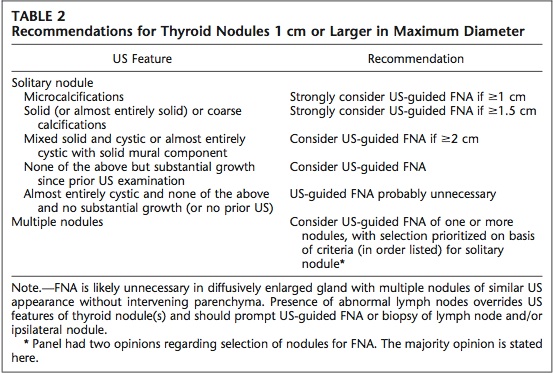 TABLE 2
Recommendations for Thyroid Nodules 1 cm or Larger in Maximum Diameter
US Feature Recommendation
Solitary nodule
Microcalcifications Strongly consider US-guided FNA if ≥1 cm
Solid (or almost entirely solid) or coarse Strongly consider US-guided FNA if ≥1.5 cm
calcifications
Mixed solid and cystic or almost entirely Consider US-guided FNA if ≥2 cm
cystic with solid mural component
None of the above but substantial growth Consider US-guided FNA
since prior US examination
Almost entirely cystic and none of the above US-guided FNA probably unnecessary
and no substantial growth (or no prior US)
Multiple nodules Consider US-guided FNA of one or more
nodules, with selection prioritized on basis
of criteria (in order listed) for solitary
nodule*
Note.—FNA is likely unnecessary in diffusively enlarged gland with multiple nodules of similar US
appearance without intervening parenchyma. Presence of abnormal lymph nodes overrides US
features of thyroid nodule(s) and should prompt US-guided FNA or biopsy of lymph node and/or
ipsilateral nodule.
* Panel had two opinions regarding selection of nodules for FNA. The majority opinion is stated
here.